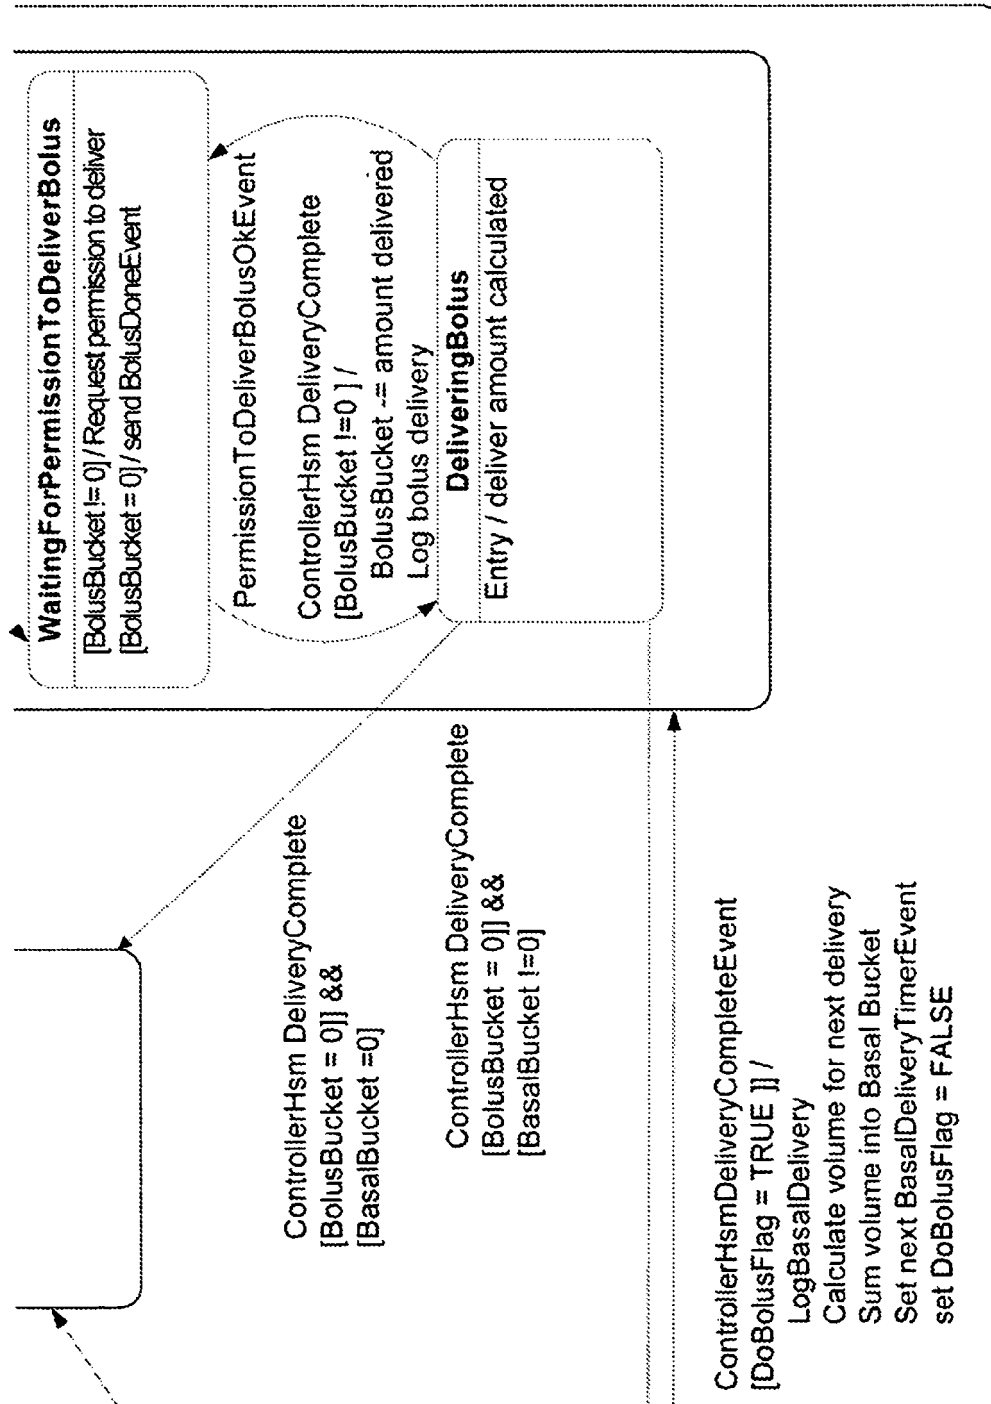 WaitingForPermissionToDeliverBolus
[BolusBucket != 0] / Request permission to deliver
[BolusBucket = 0] / send BolusDoneEvent
PermissionToDeliverBolusOkEvent
ControllerHsm DeliveryComplete
[BolusBucket !=0 ] /
BolusBucket -= amount delivered
Log bolus delivery
DeliveringBolus
Entry / deliver amount calculated
ControllerHsm DeliveryComplete
[BolusBucket = 0]] &&
[BasalBucket =0]
ControllerHsm DeliveryComplete
[BolusBucket = 0]] &&
[BasalBucket !=0]
ControllerHsmDeliveryCompleteEvent
[DoBolusFlag = TRUE ]] /
LogBasalDelivery
Calculate volume for next delivery
Sum volume into Basal Bucket
Set next BasalDeliveryTimerEvent
set DoBolusFlag = FALSE